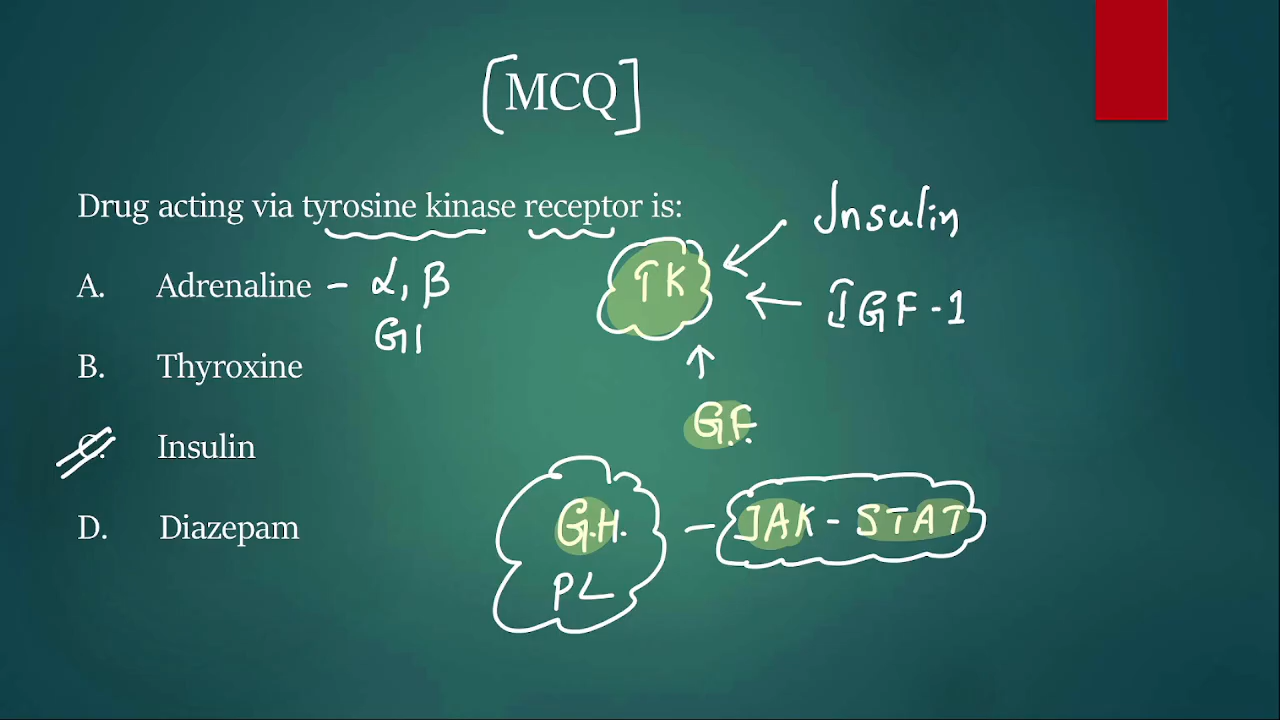 [MCQ]
Drug acting via tyrosine kinase receptor is:
A. Adrenaline - α, β
GI
B. Thyroxine
C. Insulin
D. Diazepam
TK
Insulin
IGF-1
G.F.
G.H. - JAK-STAT
PL